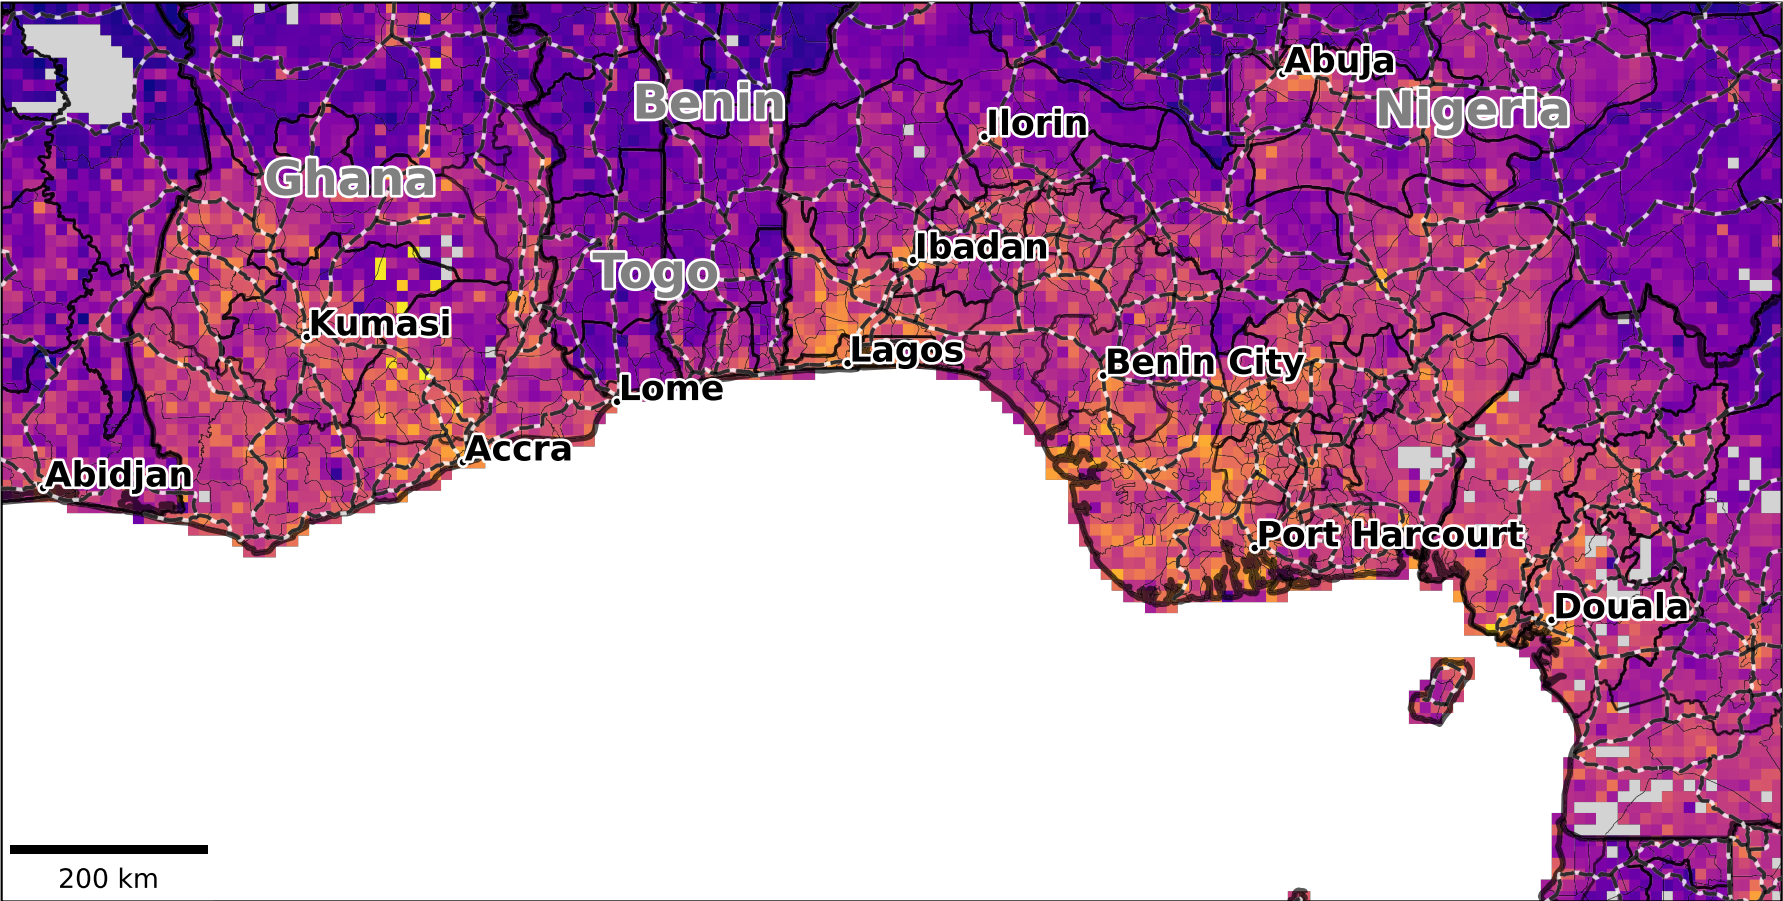 Abuja
Benin
Nigeria
Ilorin
Ghana
Ibadan
Togo
Kumasi
Lagos
Benin City
Lome
Accra
Abidjan
Port Harcourt
Douala
200 km